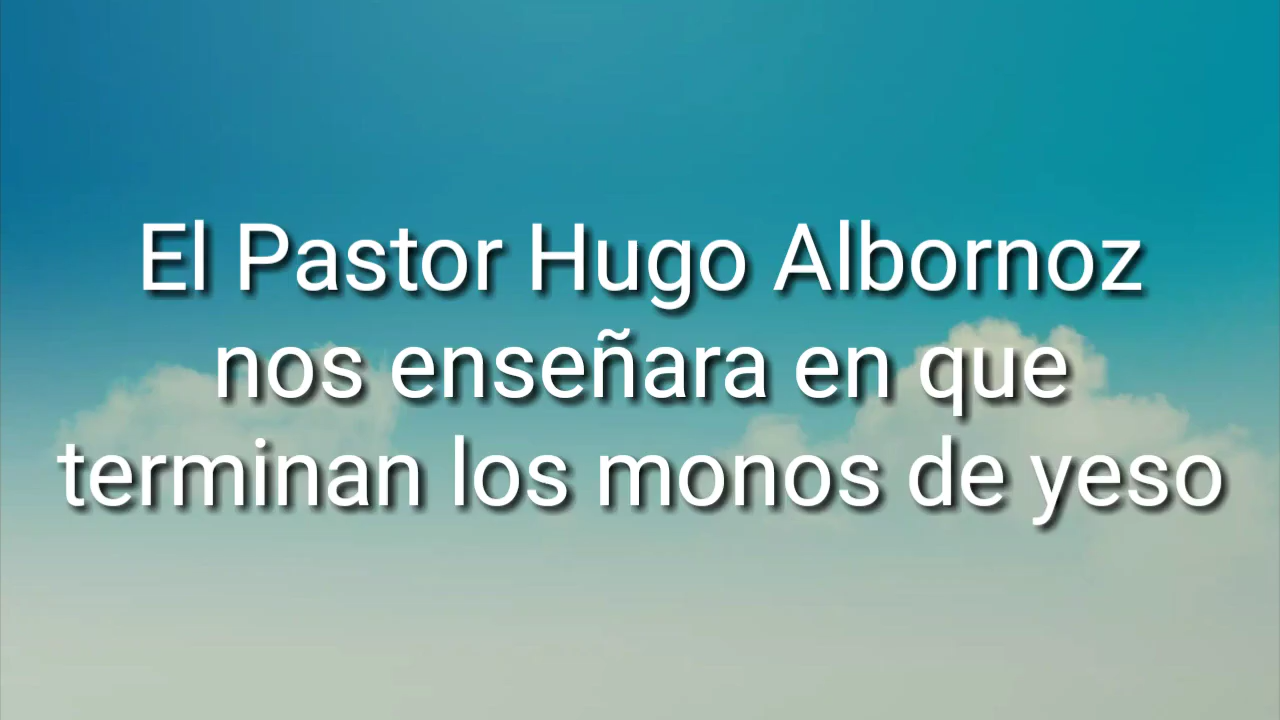 El Pastor Hugo Albornoz
nos enseñara en que
terminan los monos de yeso